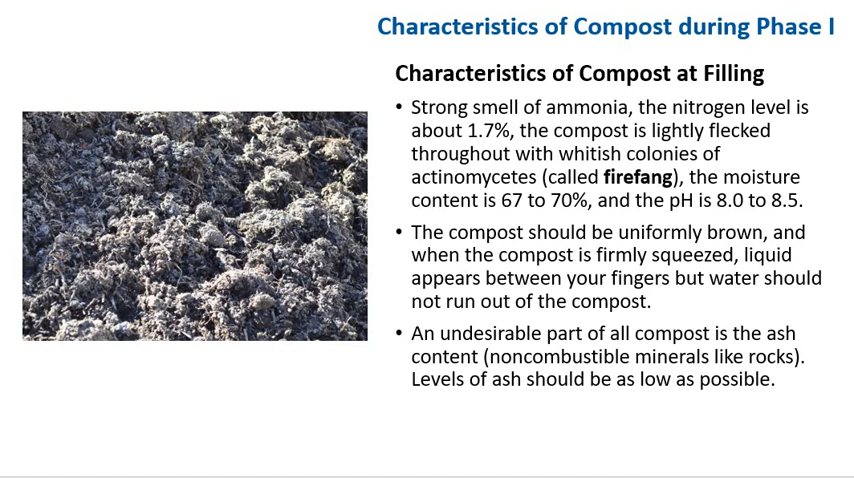 Characteristics of Compost during Phase I
Characteristics of Compost at Filling
• Strong smell of ammonia, the nitrogen level is
about 1.7%, the compost is lightly flecked
throughout with whitish colonies of
actinomycetes (called firefang), the moisture
content is 67 to 70%, and the pH is 8.0 to 8.5.
• The compost should be uniformly brown, and
when the compost is firmly squeezed, liquid
appears between your fingers but water should
not run out of the compost.
• An undesirable part of all compost is the ash
content (noncombustible minerals like rocks).
Levels of ash should be as low as possible.